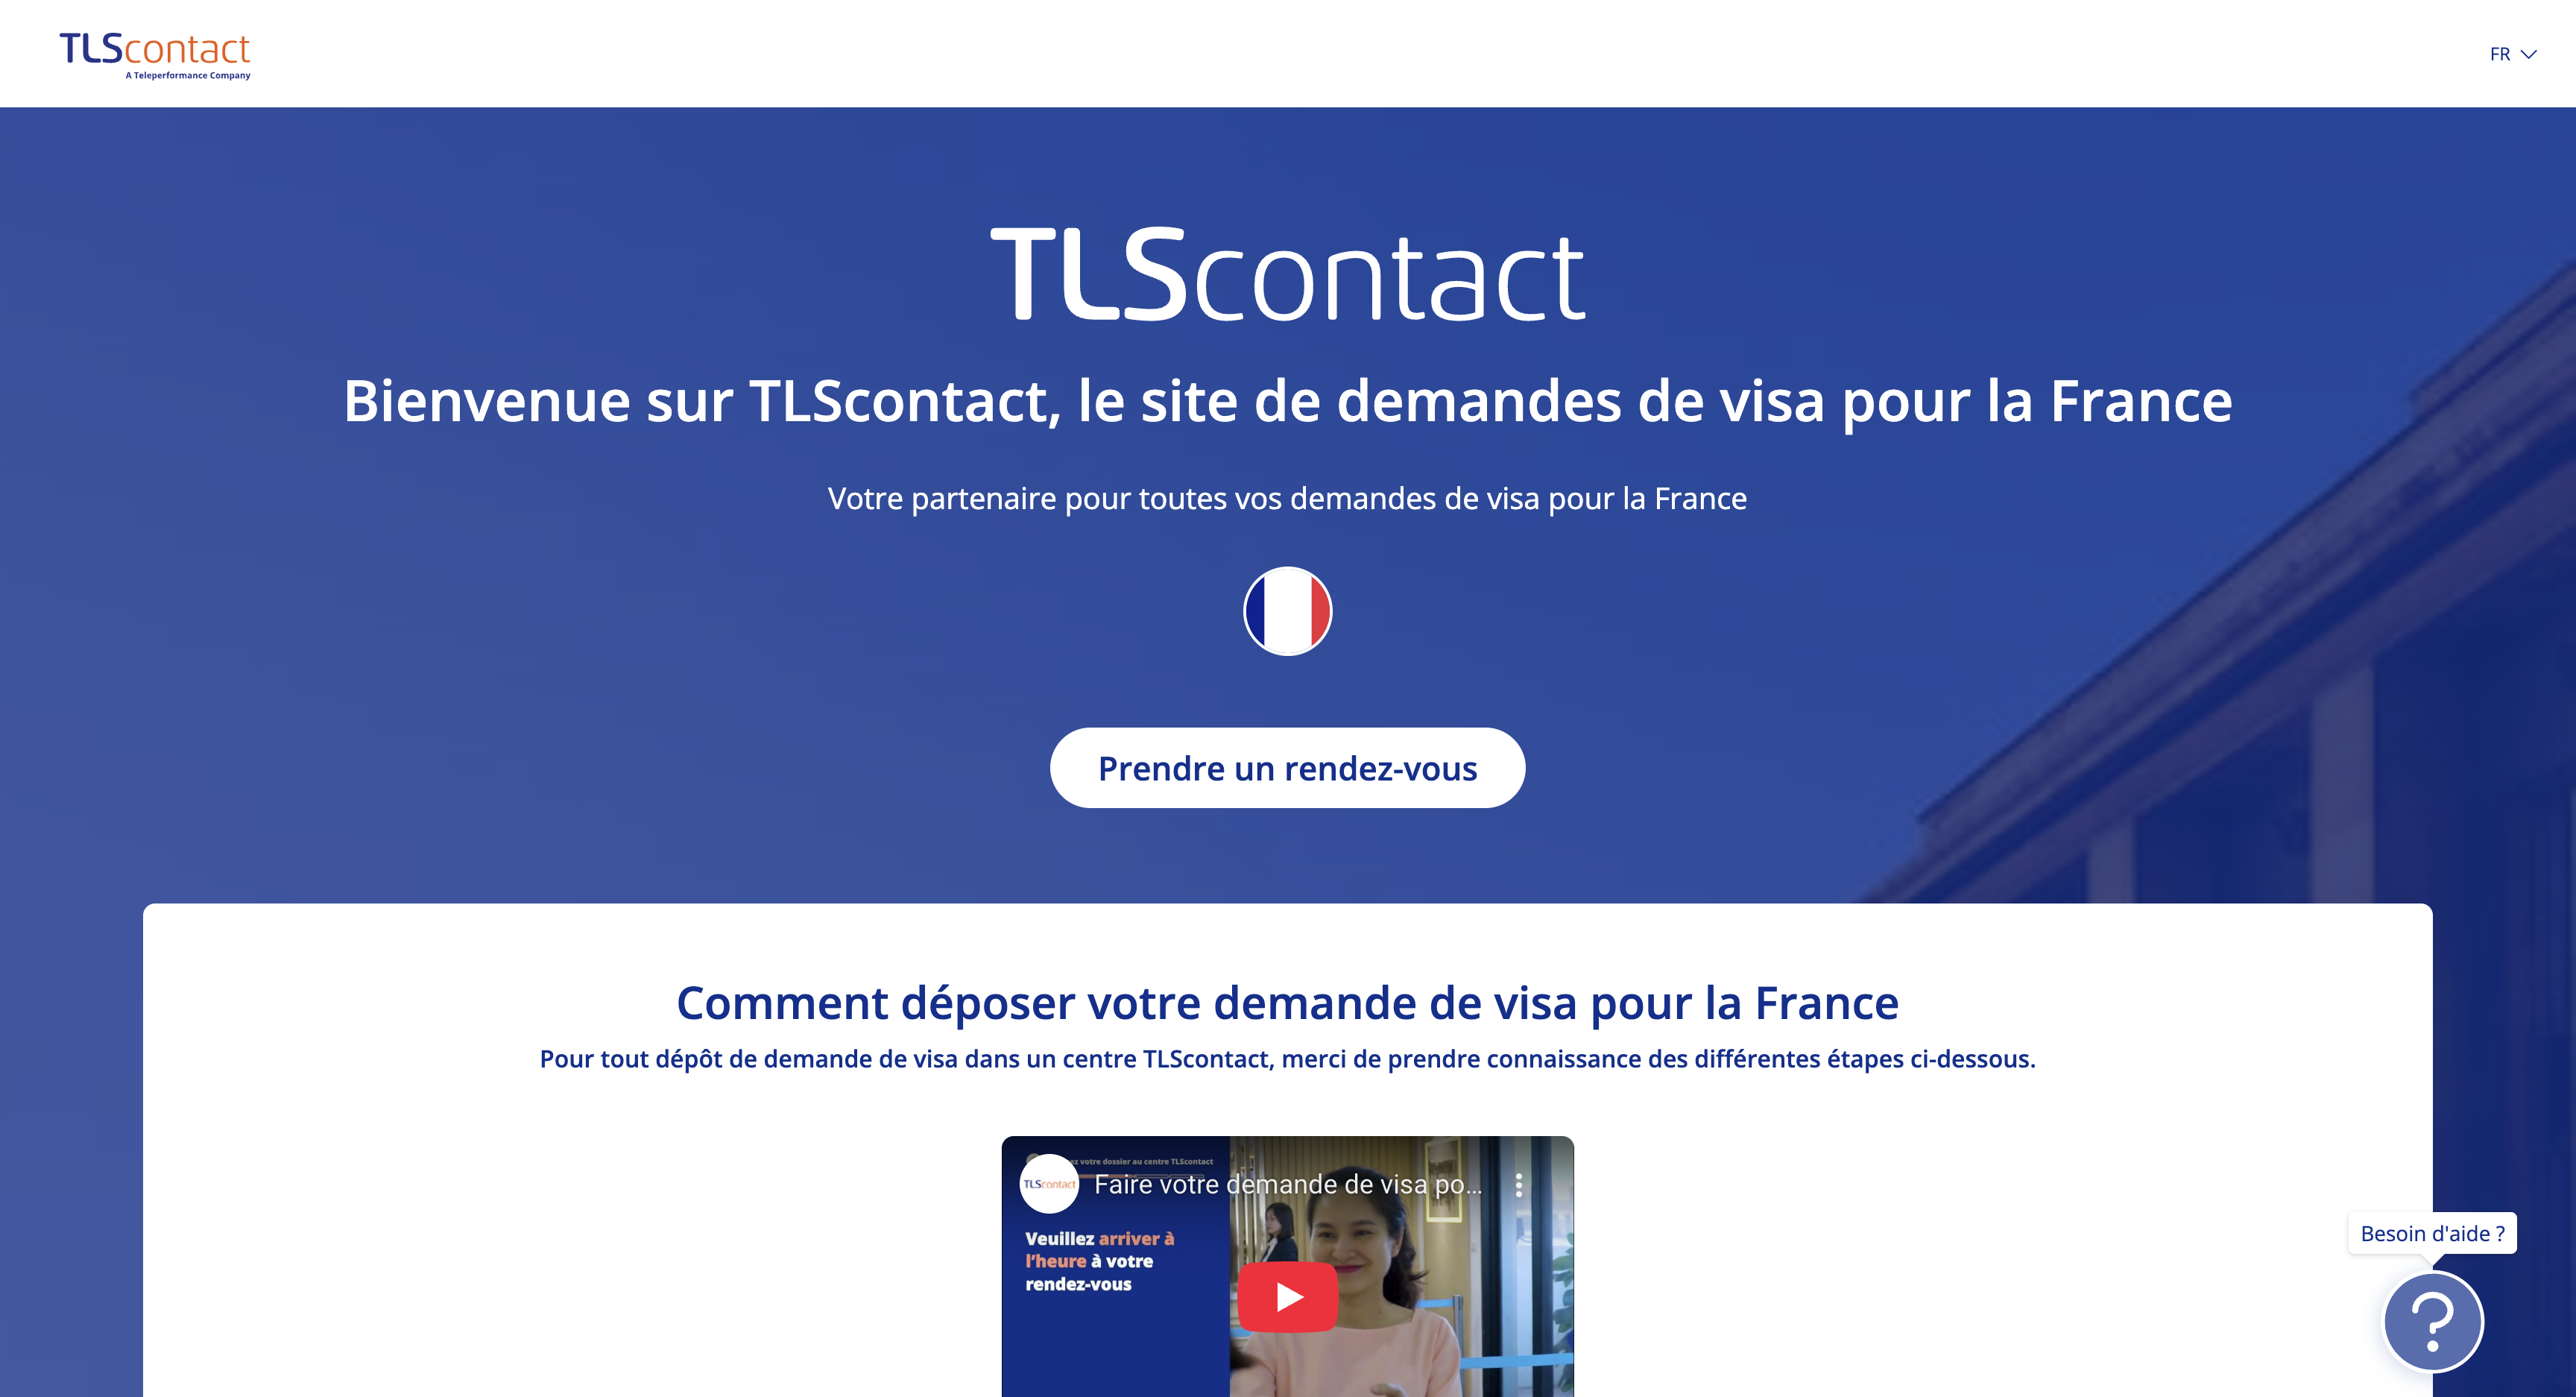 TLScontact
A Teleperformance Company
FR
TLScontact
Bienvenue sur TLScontact, le site de demandes de visa pour la France
Votre partenaire pour toutes vos demandes de visa pour la France
Prendre un rendez-vous
Comment déposer votre demande de visa pour la France
Pour tout dépôt de demande de visa dans un centre TLScontact, merci de prendre connaissance des différentes étapes ci-dessous.
votre dossier au centre TLScontact
TLScontact
Faire votre demande de visa po...
Veuillez arriver à
l'heure à votre
rendez-vous
Besoin d'aide ?
?